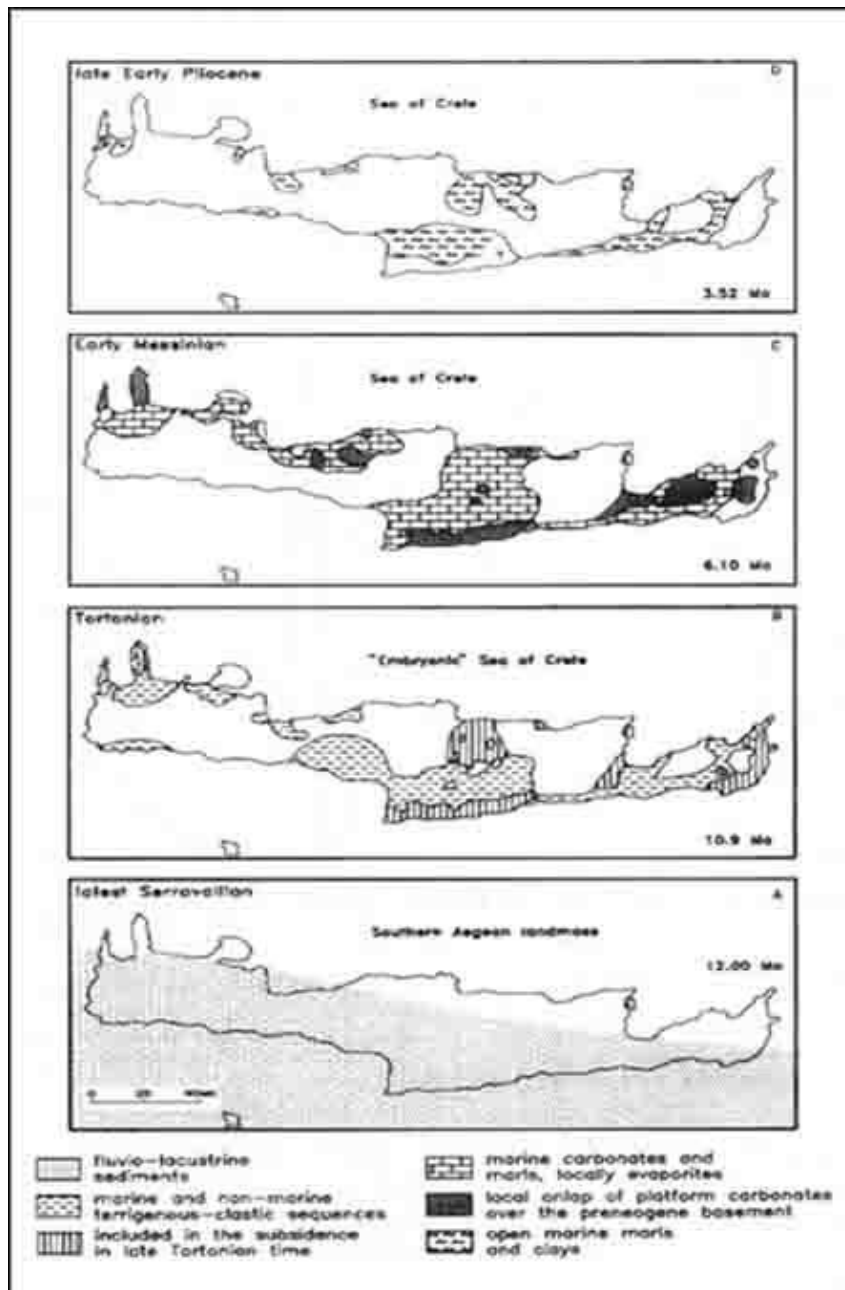 late Early Pliocene
D
Sea of Crete
3.52 Ma
Early Messinian
C
Sea of Crete
6.10 Ma
Tortonian
B
"Embryonic" Sea of Crete
10.9 Ma
latest Serravallian
A
Southern Aegean landmass
12.00 Ma
0 20 40km
fluvio-lacustrine
sediments
marine and non-marine
terrigenous-clastic sequences
included in the subsidence
in late Tortonian time
marine carbonates and
marls, locally evaporites
local onlap of platform carbonates
over the preneogene basement
open marine marls
and clays